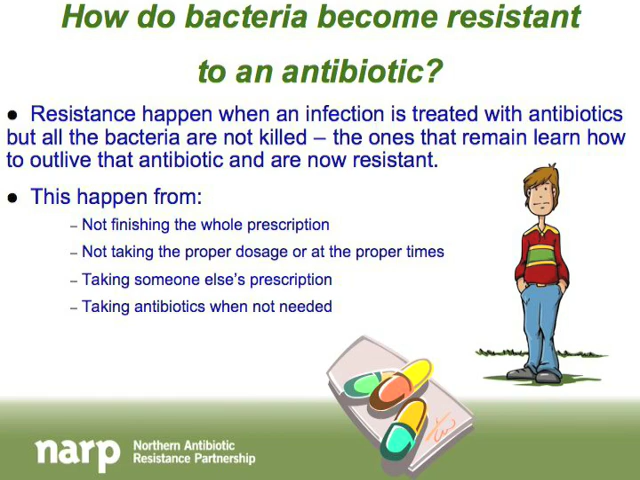 How do bacteria become resistant
to an antibiotic?
● Resistance happen when an infection is treated with antibiotics
but all the bacteria are not killed – the ones that remain learn how
to outlive that antibiotic and are now resistant.
● This happen from:
– Not finishing the whole prescription
– Not taking the proper dosage or at the proper times
– Taking someone else's prescription
– Taking antibiotics when not needed
narp Northern Antibiotic
Resistance Partnership